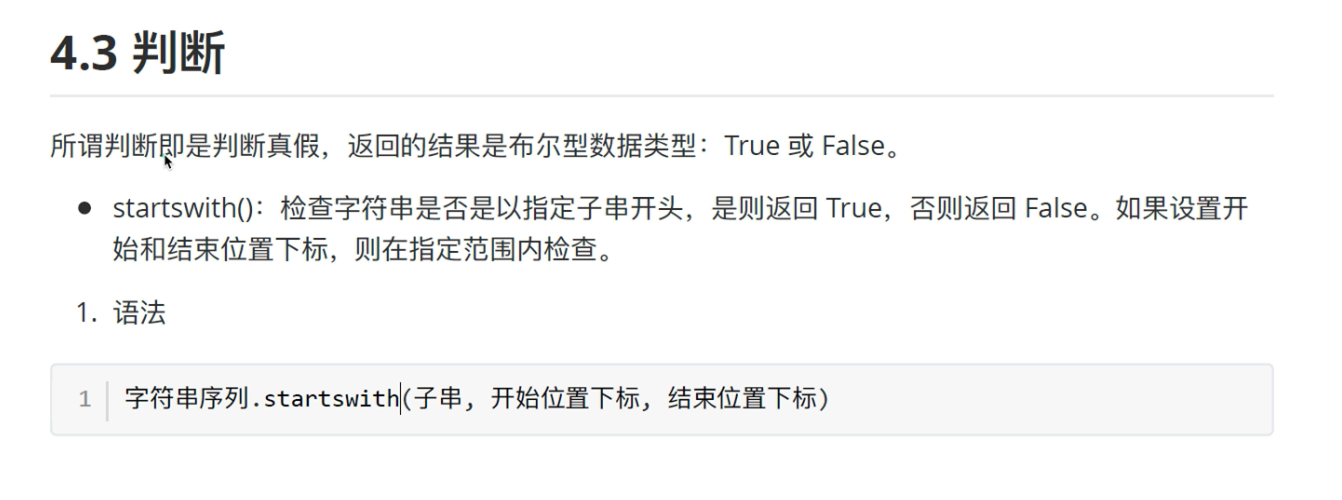 4.3 判断
所谓判断即是判断真假，返回的结果是布尔型数据类型：True 或 False。
● startswith()：检查字符串是否是以指定子串开头，是则返回 True，否则返回 False。如果设置开
始和结束位置下标，则在指定范围内检查。
1. 语法
1 字符串序列.startswith(子串, 开始位置下标, 结束位置下标)